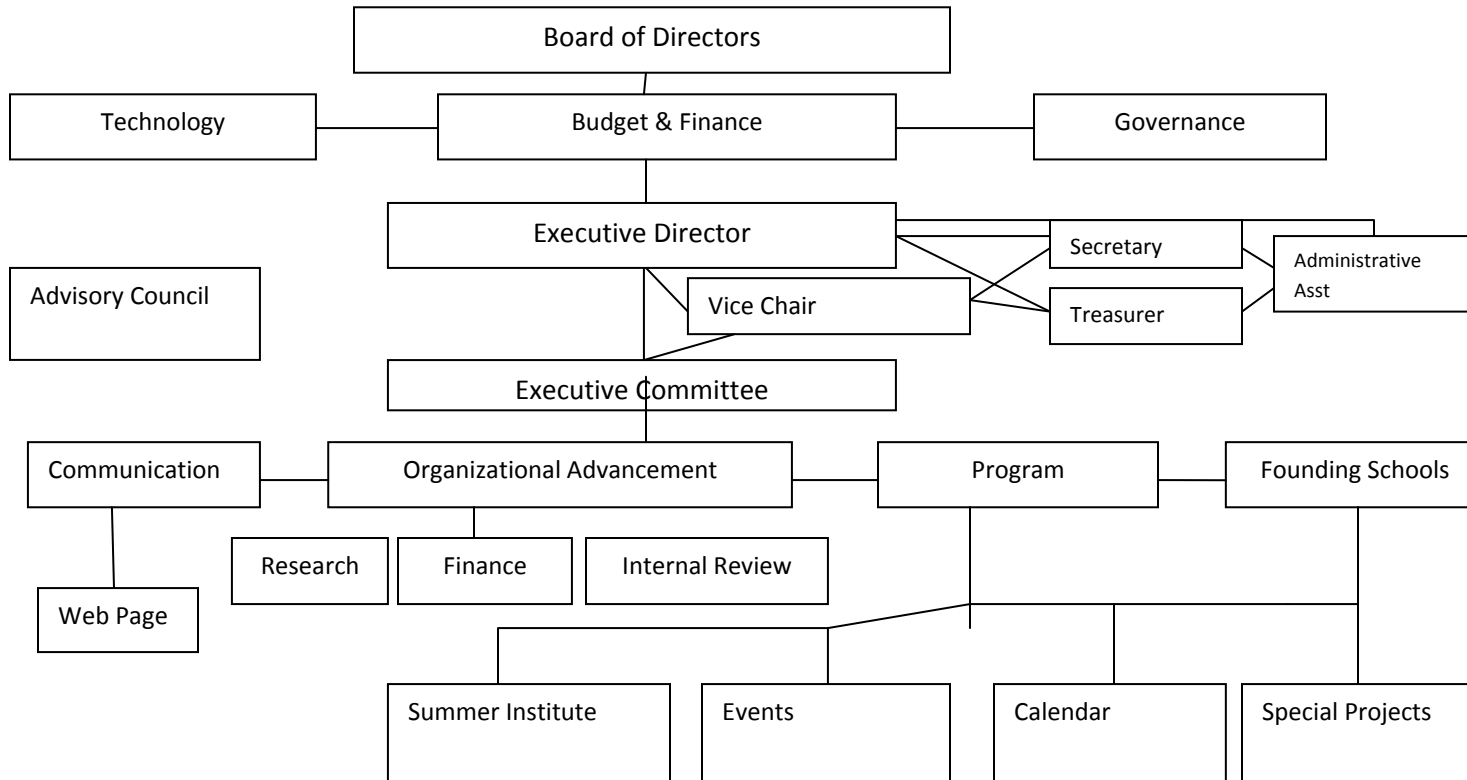 Board of Directors
Technology
Budget & Finance
Governance
Executive Director
Secretary
Administrative
Asst
Advisory Council
Vice Chair
Treasurer
Executive Committee
Communication
Organizational Advancement
Program
Founding Schools
Research
Finance
Internal Review
Web Page
Summer Institute
Events
Calendar
Special Projects